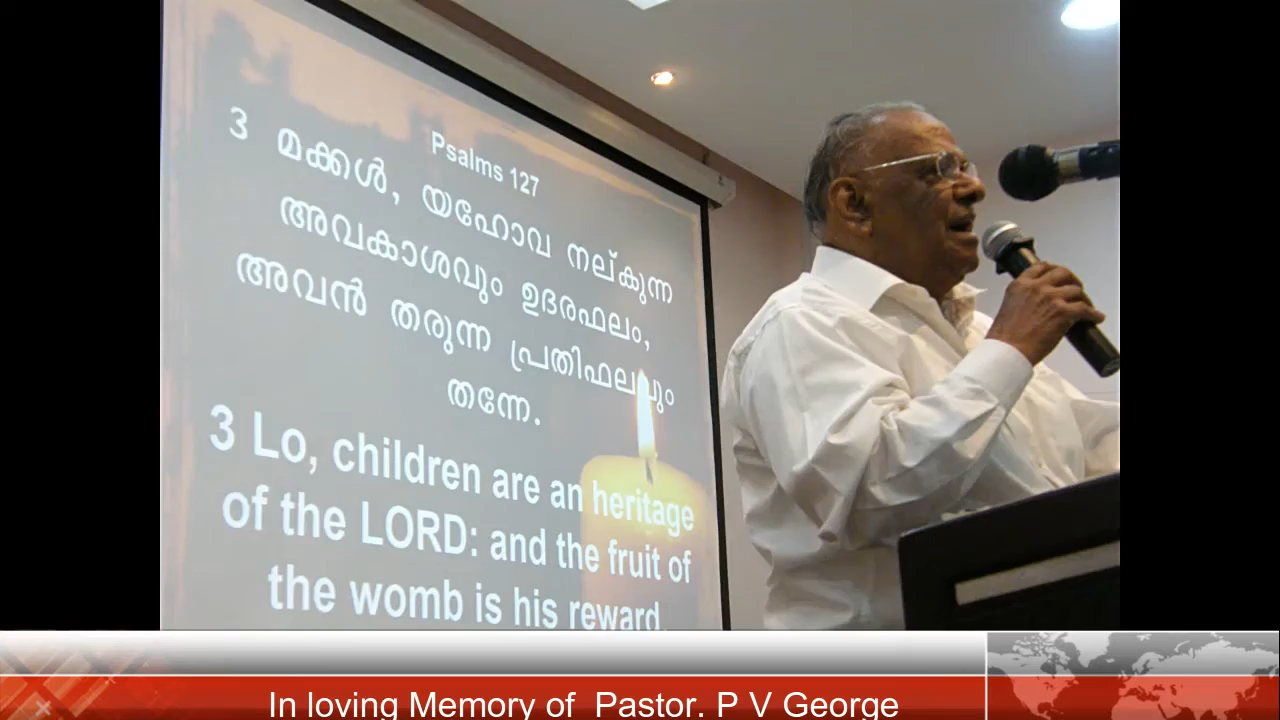 Psalms 127
3 മക്കൾ, യഹോവ നല്കുന്ന
അവകാശവും ഉദരഫലം,
അവൻ തരുന്ന പ്രതിഫലവും
തന്നേ.
3 Lo, children are an heritage
of the LORD: and the fruit of
the womb is his reward.
In loving Memory of Pastor. P V George